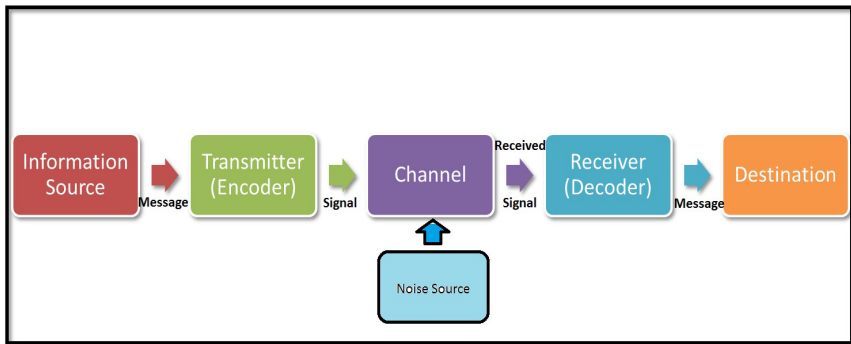 Information
Source
Message
Transmitter
(Encoder)
Signal
Channel
Received
Signal
Receiver
(Decoder)
Message
Destination
Noise Source